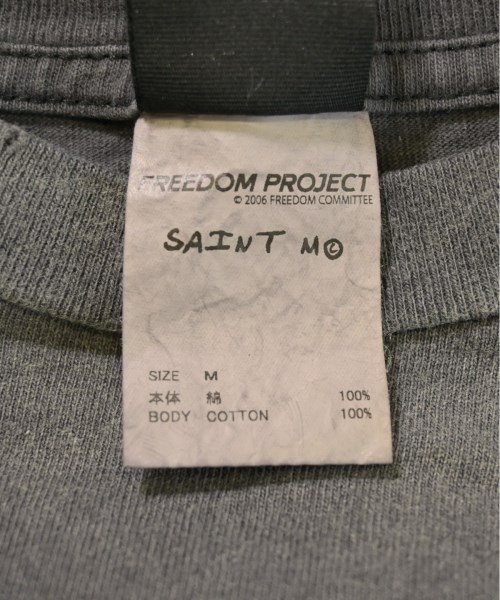 FREEDOM PROJECT
© 2006 FREEDOM COMMITTEE
SAINT M©
SIZE M
本体 綿 100%
BODY COTTON 100%